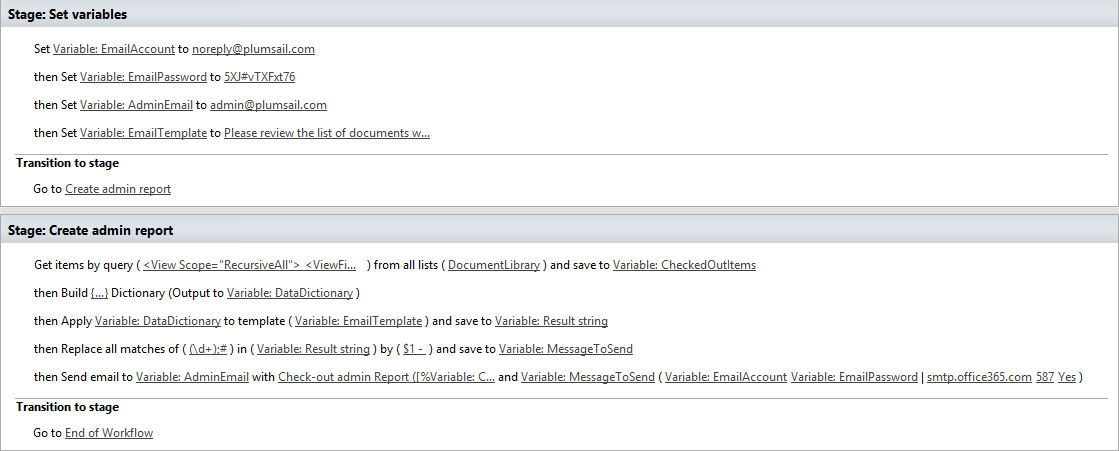 Stage: Set variables
Set Variable: EmailAccount to noreply@plumsail.com
then Set Variable: EmailPassword to 5XJ#vTXFxt76
then Set Variable: AdminEmail to admin@plumsail.com
then Set Variable: EmailTemplate to Please review the list of documents w...
Transition to stage
Go to Create admin report
Stage: Create admin report
Get items by query ( <View Scope="RecursiveAll"> <ViewFi... ) from all lists ( DocumentLibrary ) and save to Variable: CheckedOutItems
then Build {...} Dictionary (Output to Variable: DataDictionary )
then Apply Variable: DataDictionary to template ( Variable: EmailTemplate ) and save to Variable: Result string
then Replace all matches of ( (\d+);# ) in ( Variable: Result string ) by ( $1 - ) and save to Variable: MessageToSend
then Send email to Variable: AdminEmail with Check-out admin Report ([%Variable: C... and Variable: MessageToSend ( Variable: EmailAccount Variable: EmailPassword | smtp.office365.com 587 Yes )
Transition to stage
Go to End of Workflow